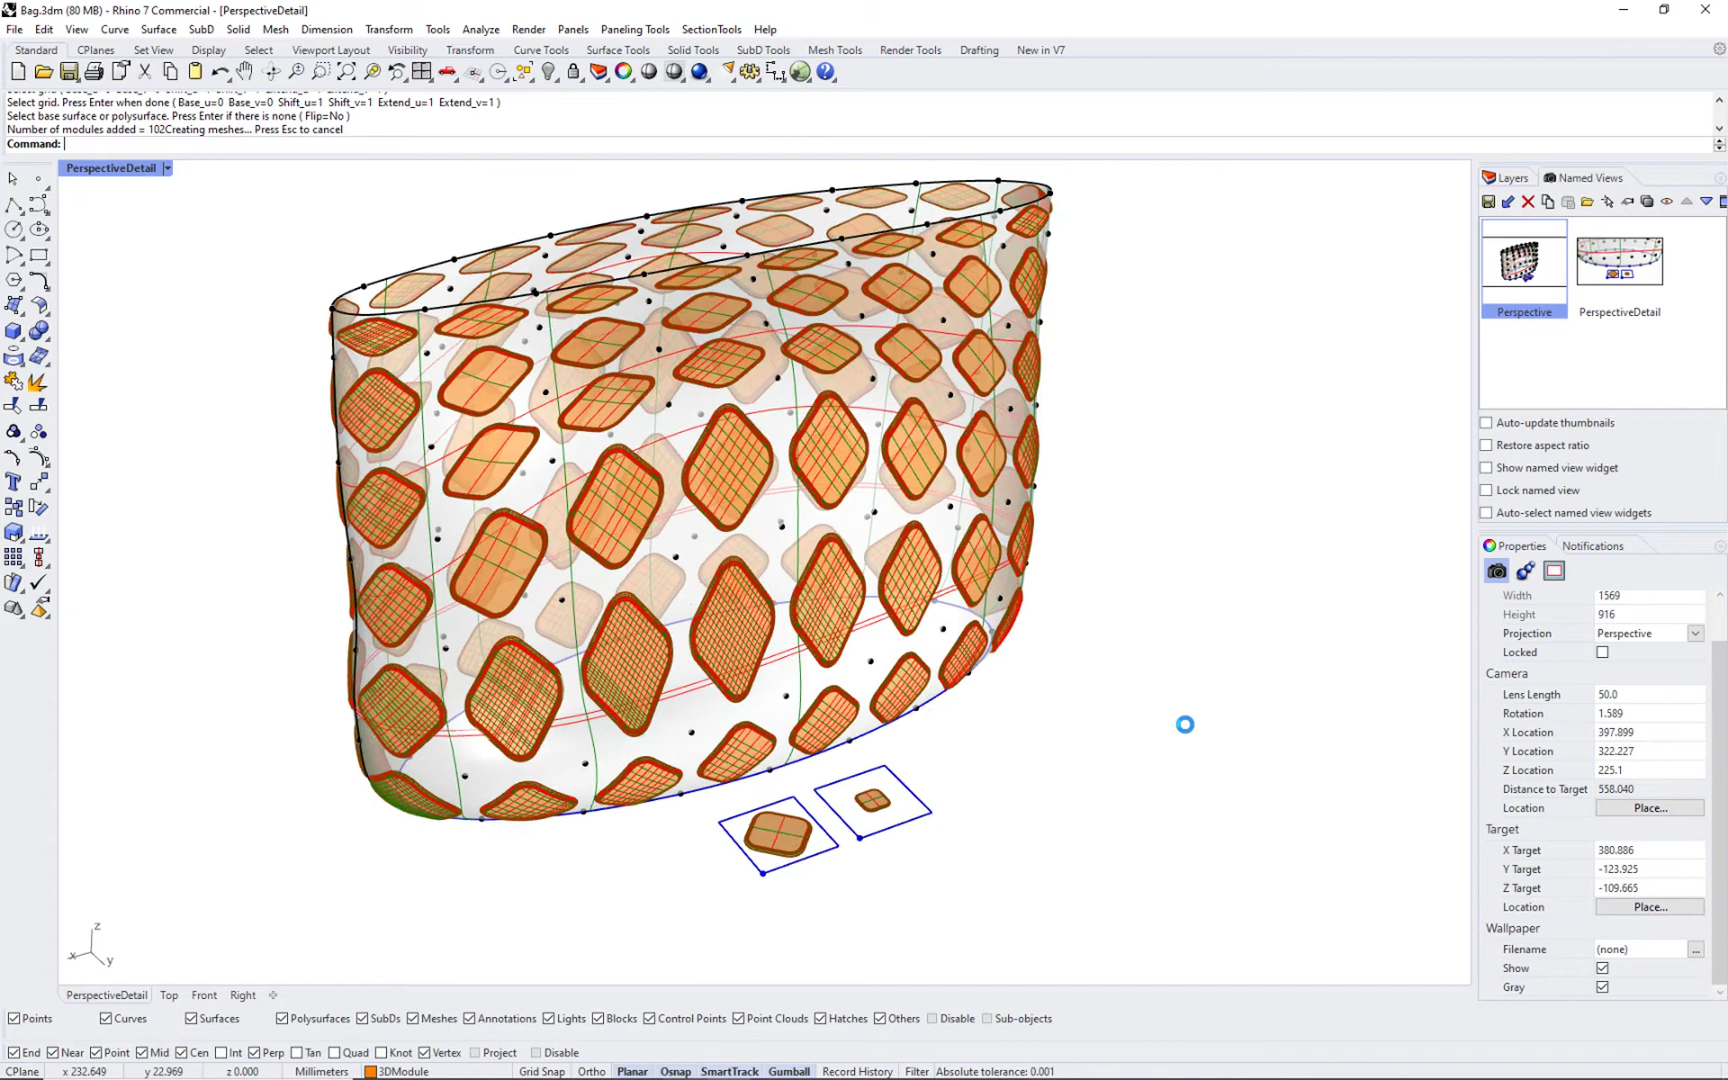 Bag.3dm (80 MB) - Rhino 7 Commercial - [PerspectiveDetail]
File Edit View Curve Surface SubD Solid Mesh Dimension Transform Tools Analyze Render Panels Paneling Tools SectionTools Help
Standard CPlanes Set View Display Select Viewport Layout Visibility Transform Curve Tools Surface Tools Solid Tools SubD Tools Mesh Tools Render Tools Drafting New in V7
Select grid. Press Enter when done ( Base_u=0 Base_v=0 Shift_u=1 Shift_v=1 Extend_u=1 Extend_v=1 )
Select base surface or polysurface. Press Enter if there is none ( Flip=No )
Number of modules added = 102Creating meshes... Press Esc to cancel
Command:
PerspectiveDetail
Layers Named Views
Perspective PerspectiveDetail
Auto-update thumbnails
Restore aspect ratio
Show named view widget
Lock named view
Auto-select named view widgets
Properties Notifications
Width 1569
Height 916
Projection Perspective
Locked
Camera
Lens Length 50.0
Rotation 1.589
X Location 397.899
Y Location 322.227
Z Location 225.1
Distance to Target 558.040
Location Place...
Target
X Target 380.886
Y Target -123.925
Z Target -109.665
Location Place...
Wallpaper
Filename (none) ...
Show
Gray
z
x
y
PerspectiveDetail Top Front Right
Points Curves Surfaces Polysurfaces SubDs Meshes Annotations Lights Blocks Control Points Point Clouds Hatches Others Disable Sub-objects
End Near Point Mid Cen Int Perp Tan Quad Knot Vertex Project Disable
CPlane x 232.649 y 22.969 z 0.000 Millimeters 3DModule Grid Snap Ortho Planar Osnap SmartTrack Gumball Record History Filter Absolute tolerance: 0.001